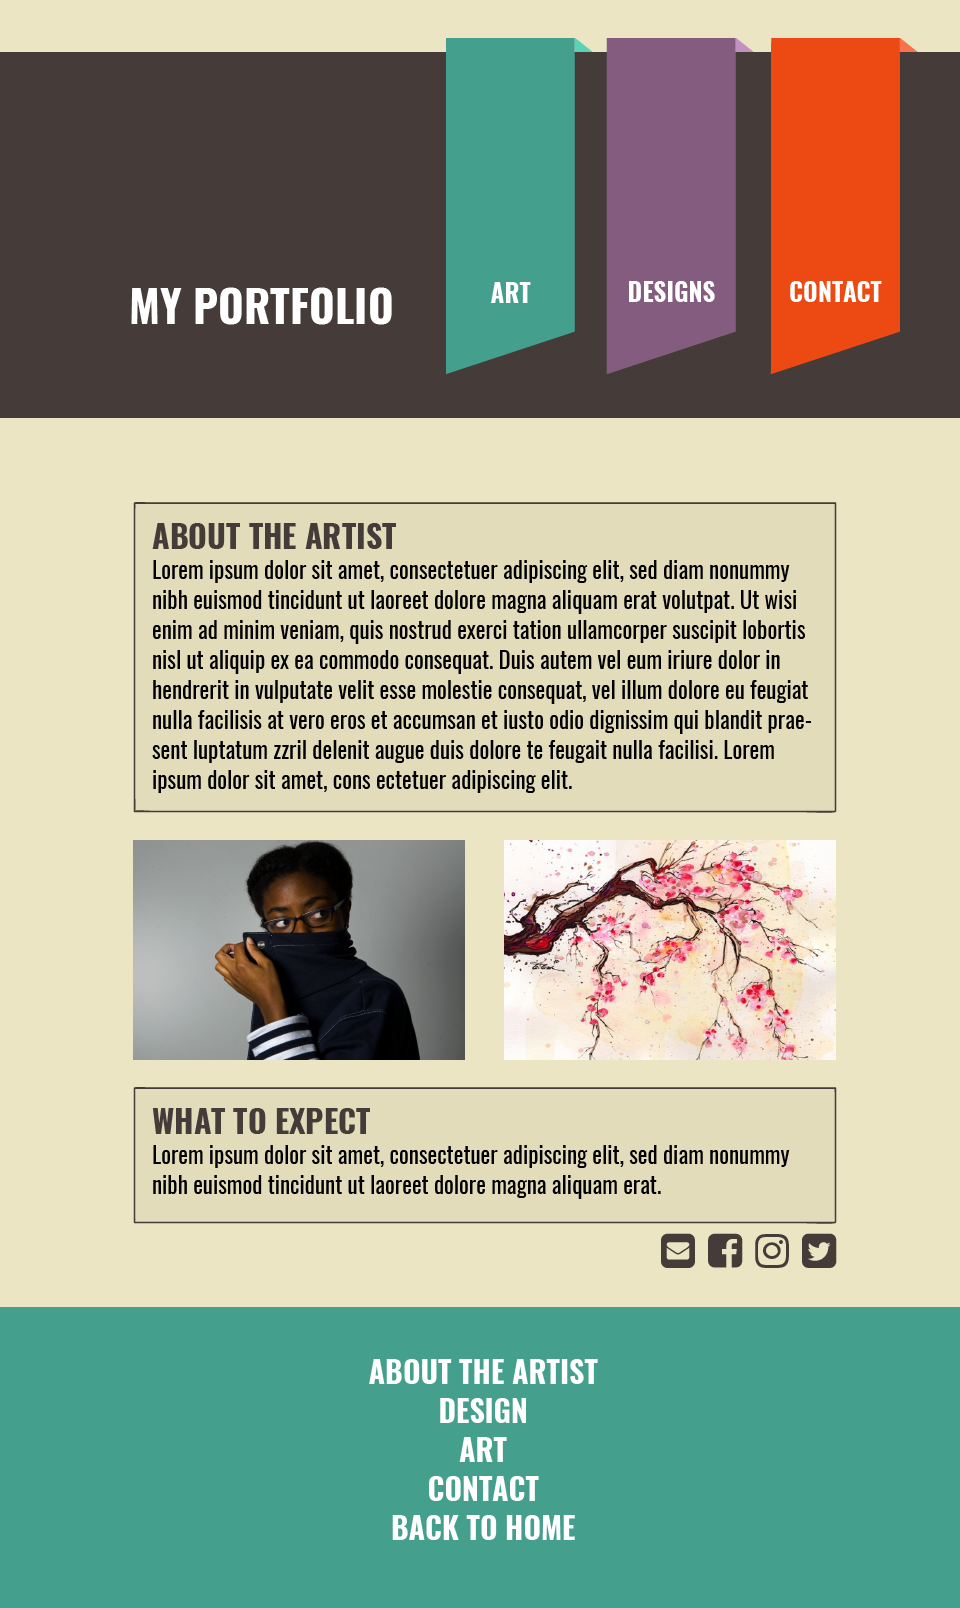 MY PORTFOLIO
ART
DESIGNS
CONTACT
ABOUT THE ARTIST
Lorem ipsum dolor sit amet, consectetuer adipiscing elit, sed diam nonummy
nibh euismod tincidunt ut laoreet dolore magna aliquam erat volutpat. Ut wisi
enim ad minim veniam, quis nostrud exerci tation ullamcorper suscipit lobortis
nisl ut aliquip ex ea commodo consequat. Duis autem vel eum iriure dolor in
hendrerit in vulputate velit esse molestie consequat, vel illum dolore eu feugiat
nulla facilisis at vero eros et accumsan et iusto odio dignissim qui blandit prae-
sent luptatum zzril delenit augue duis dolore te feugait nulla facilisi. Lorem
ipsum dolor sit amet, cons ectetuer adipiscing elit.
WHAT TO EXPECT
Lorem ipsum dolor sit amet, consectetuer adipiscing elit, sed diam nonummy
nibh euismod tincidunt ut laoreet dolore magna aliquam erat.
ABOUT THE ARTIST
DESIGN
ART
CONTACT
BACK TO HOME